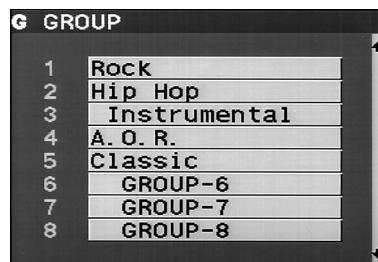 G GROUP
1 Rock
2 Hip Hop
3 Instrumental
4 A.O.R.
5 Classic
6 GROUP-6
7 GROUP-7
8 GROUP-8